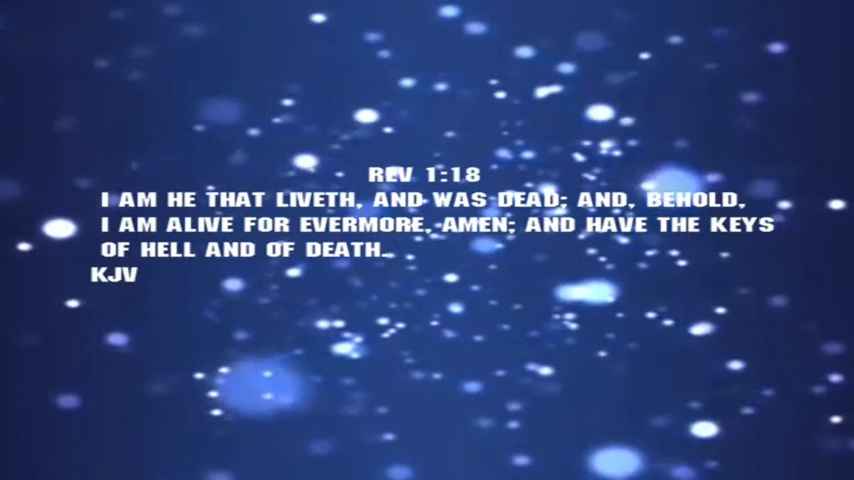 REV 1:18
I AM HE THAT LIVETH, AND WAS DEAD; AND, BEHOLD,
I AM ALIVE FOR EVERMORE, AMEN; AND HAVE THE KEYS
OF HELL AND OF DEATH.
KJV